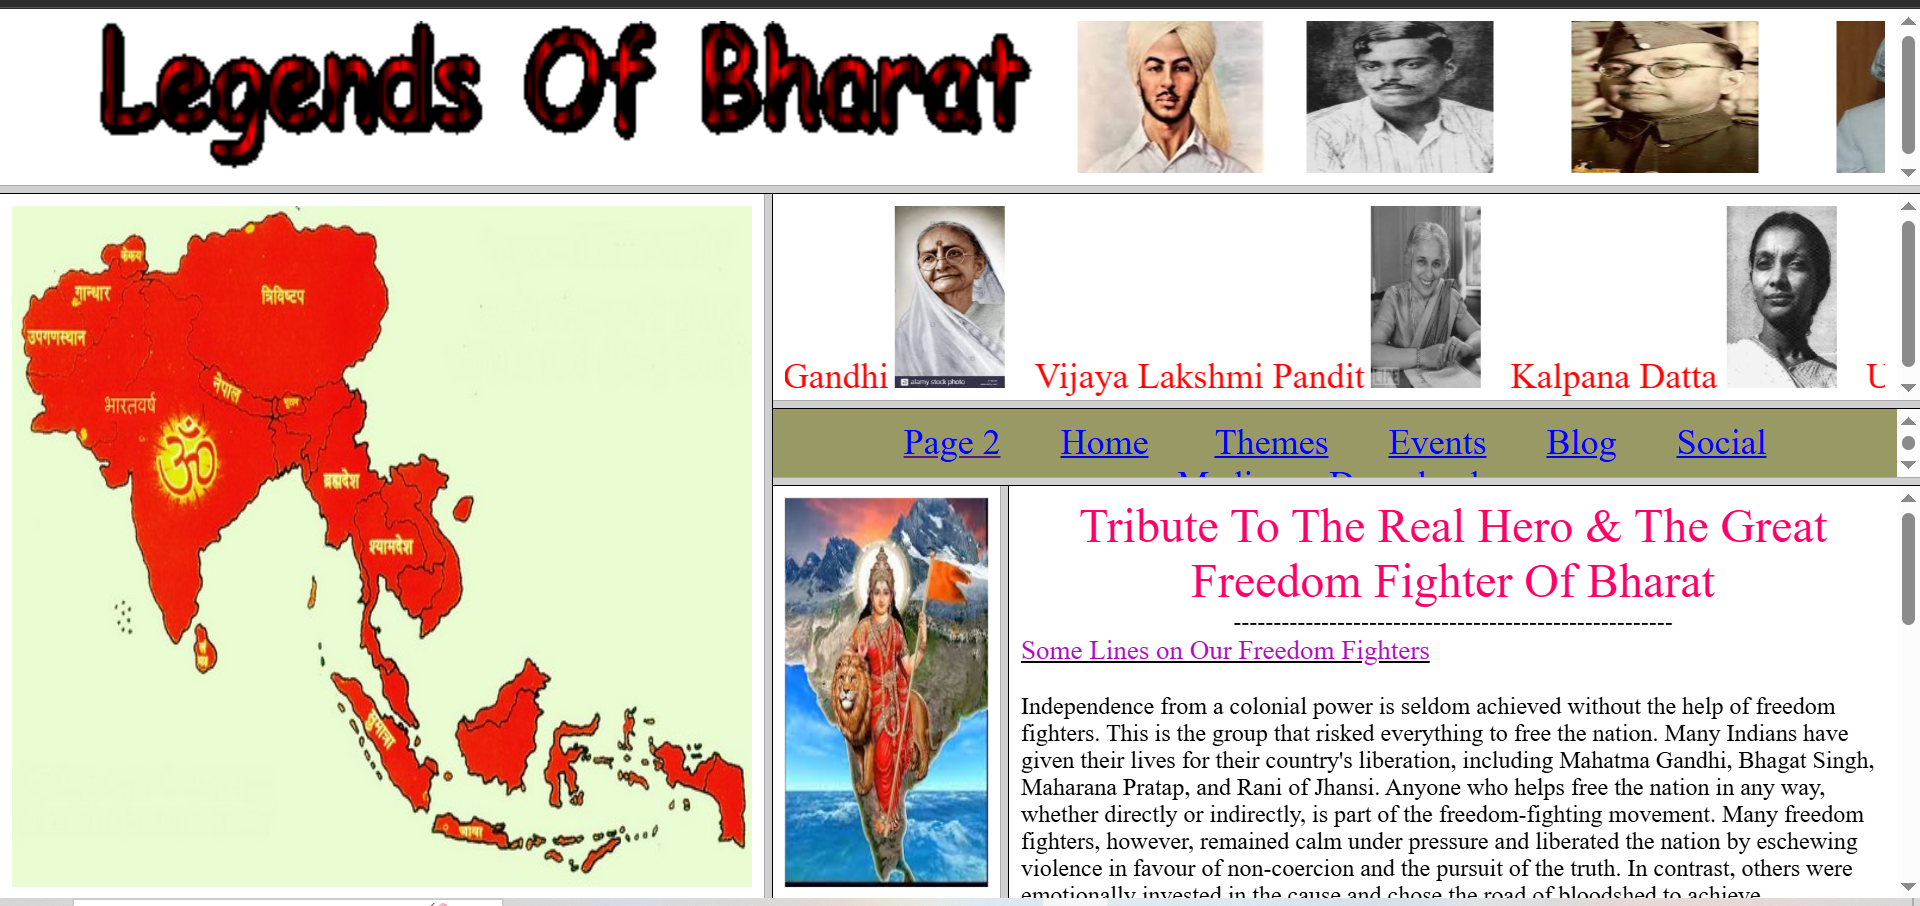 Legends Of Bharat
केकय
गान्धार
त्रिविष्टप
उपगणस्थान
नेपाल
भारतवर्ष
ॐ
ब्रह्मदेश
श्यामदेश
सुमात्रा
जावा
alamy stock photo
LIFE
Gandhi Vijaya Lakshmi Pandit Kalpana Datta U
Page 2 Home Themes Events Blog Social
Tribute To The Real Hero & The Great
Freedom Fighter Of Bharat
-------------------------------------------------------
Some Lines on Our Freedom Fighters
Independence from a colonial power is seldom achieved without the help of freedom
fighters. This is the group that risked everything to free the nation. Many Indians have
given their lives for their country's liberation, including Mahatma Gandhi, Bhagat Singh,
Maharana Pratap, and Rani of Jhansi. Anyone who helps free the nation in any way,
whether directly or indirectly, is part of the freedom-fighting movement. Many freedom
fighters, however, remained calm under pressure and liberated the nation by eschewing
violence in favour of non-coercion and the pursuit of the truth. In contrast, others were
emotionally invested in the cause and chose the road of bloodshed to achieve